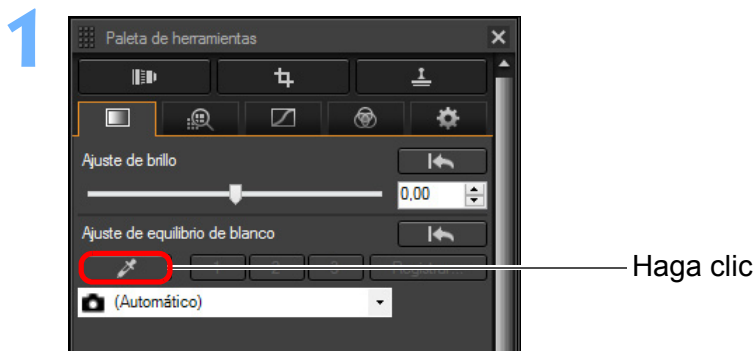 1
Paleta de herramientas
Ajuste de brillo
0,00
Ajuste de equilibrio de blanco
1 2 3 Registrar...
Haga clic
(Automático)